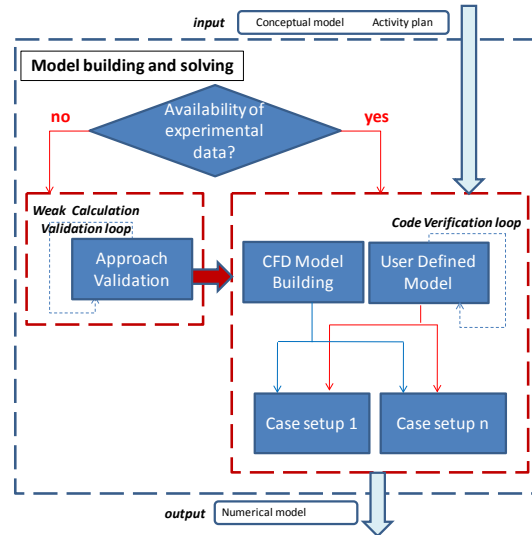 input
Conceptual model Activity plan
Model building and solving
Availability of
experimental
data?
no
yes
Weak Calculation
Validation loop
Approach
Validation
Code Verification loop
CFD Model
Building
User Defined
Model
Case setup 1
Case setup n
output
Numerical model